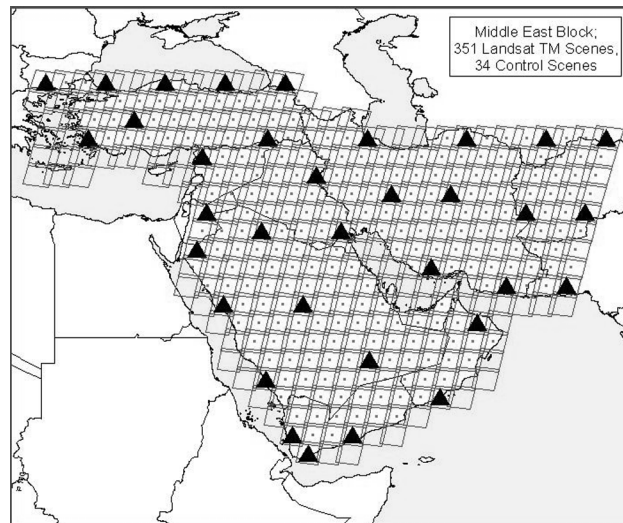 Middle East Block;
351 Landsat TM Scenes,
34 Control Scenes